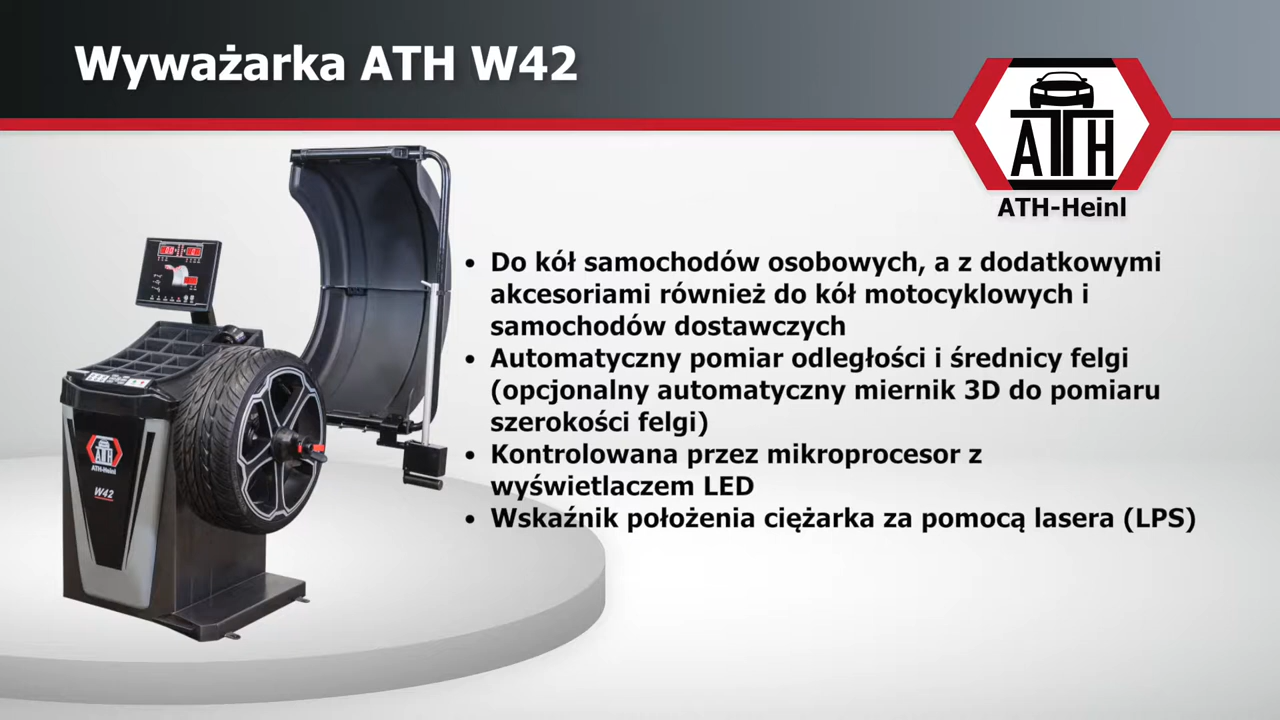 Wyważarka ATH W42
ATH
ATH-Heinl
• Do kół samochodów osobowych, a z dodatkowymi
akcesoriami również do kół motocyklowych i
samochodów dostawczych
• Automatyczny pomiar odległości i średnicy felgi
(opcjonalny automatyczny miernik 3D do pomiaru
szerokości felgi)
• Kontrolowana przez mikroprocesor z
wyświetlaczem LED
• Wskaźnik położenia ciężarka za pomocą lasera (LPS)
ATH
ATH-Heinl
W42